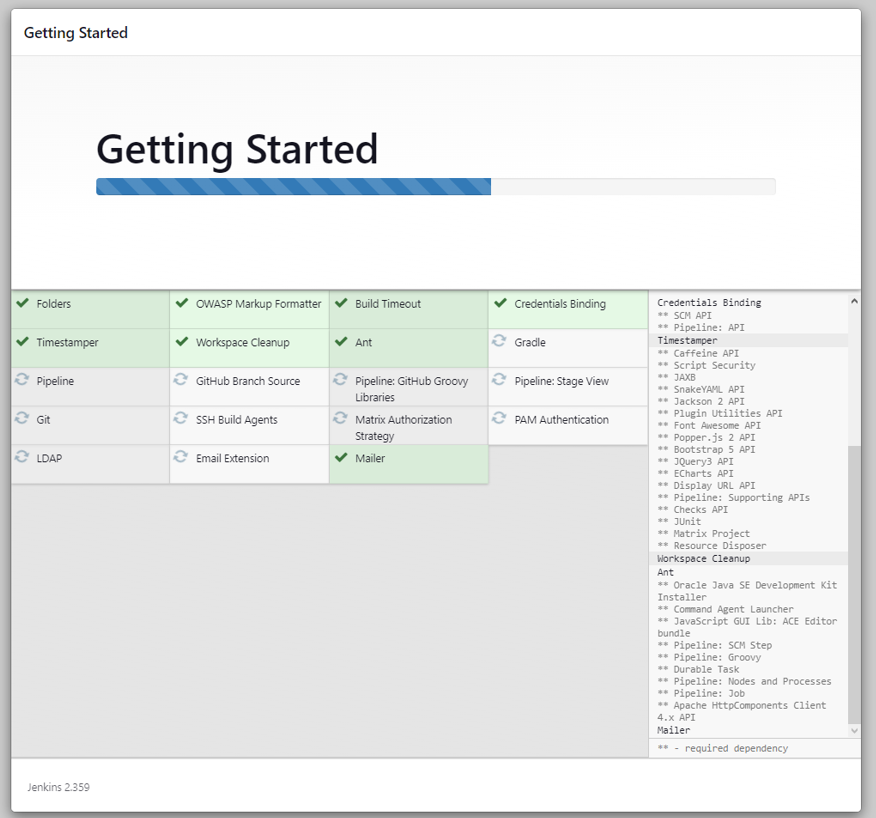 Getting Started
Getting Started
Folders
OWASP Markup Formatter
Build Timeout
Credentials Binding
Timestamper
Workspace Cleanup
Ant
Gradle
Pipeline
GitHub Branch Source
Pipeline: GitHub Groovy
Libraries
Pipeline: Stage View
Git
SSH Build Agents
Matrix Authorization
Strategy
PAM Authentication
LDAP
Email Extension
Mailer
Credentials Binding
** SCM API
** Pipeline: API
Timestamper
** Caffeine API
** Script Security
** JAXB
** SnakeYAML API
** Jackson 2 API
** Plugin Utilities API
** Font Awesome API
** Popper.js 2 API
** Bootstrap 5 API
** JQuery3 API
** ECharts API
** Display URL API
** Pipeline: Supporting APIs
** Checks API
** JUnit
** Matrix Project
** Resource Disposer
Workspace Cleanup
Ant
** Oracle Java SE Development Kit
Installer
** Command Agent Launcher
** JavaScript GUI Lib: ACE Editor
bundle
** Pipeline: SCM Step
** Pipeline: Groovy
** Durable Task
** Pipeline: Nodes and Processes
** Pipeline: Job
** Apache HttpComponents Client
4.x API
Mailer
** - required dependency
Jenkins 2.359